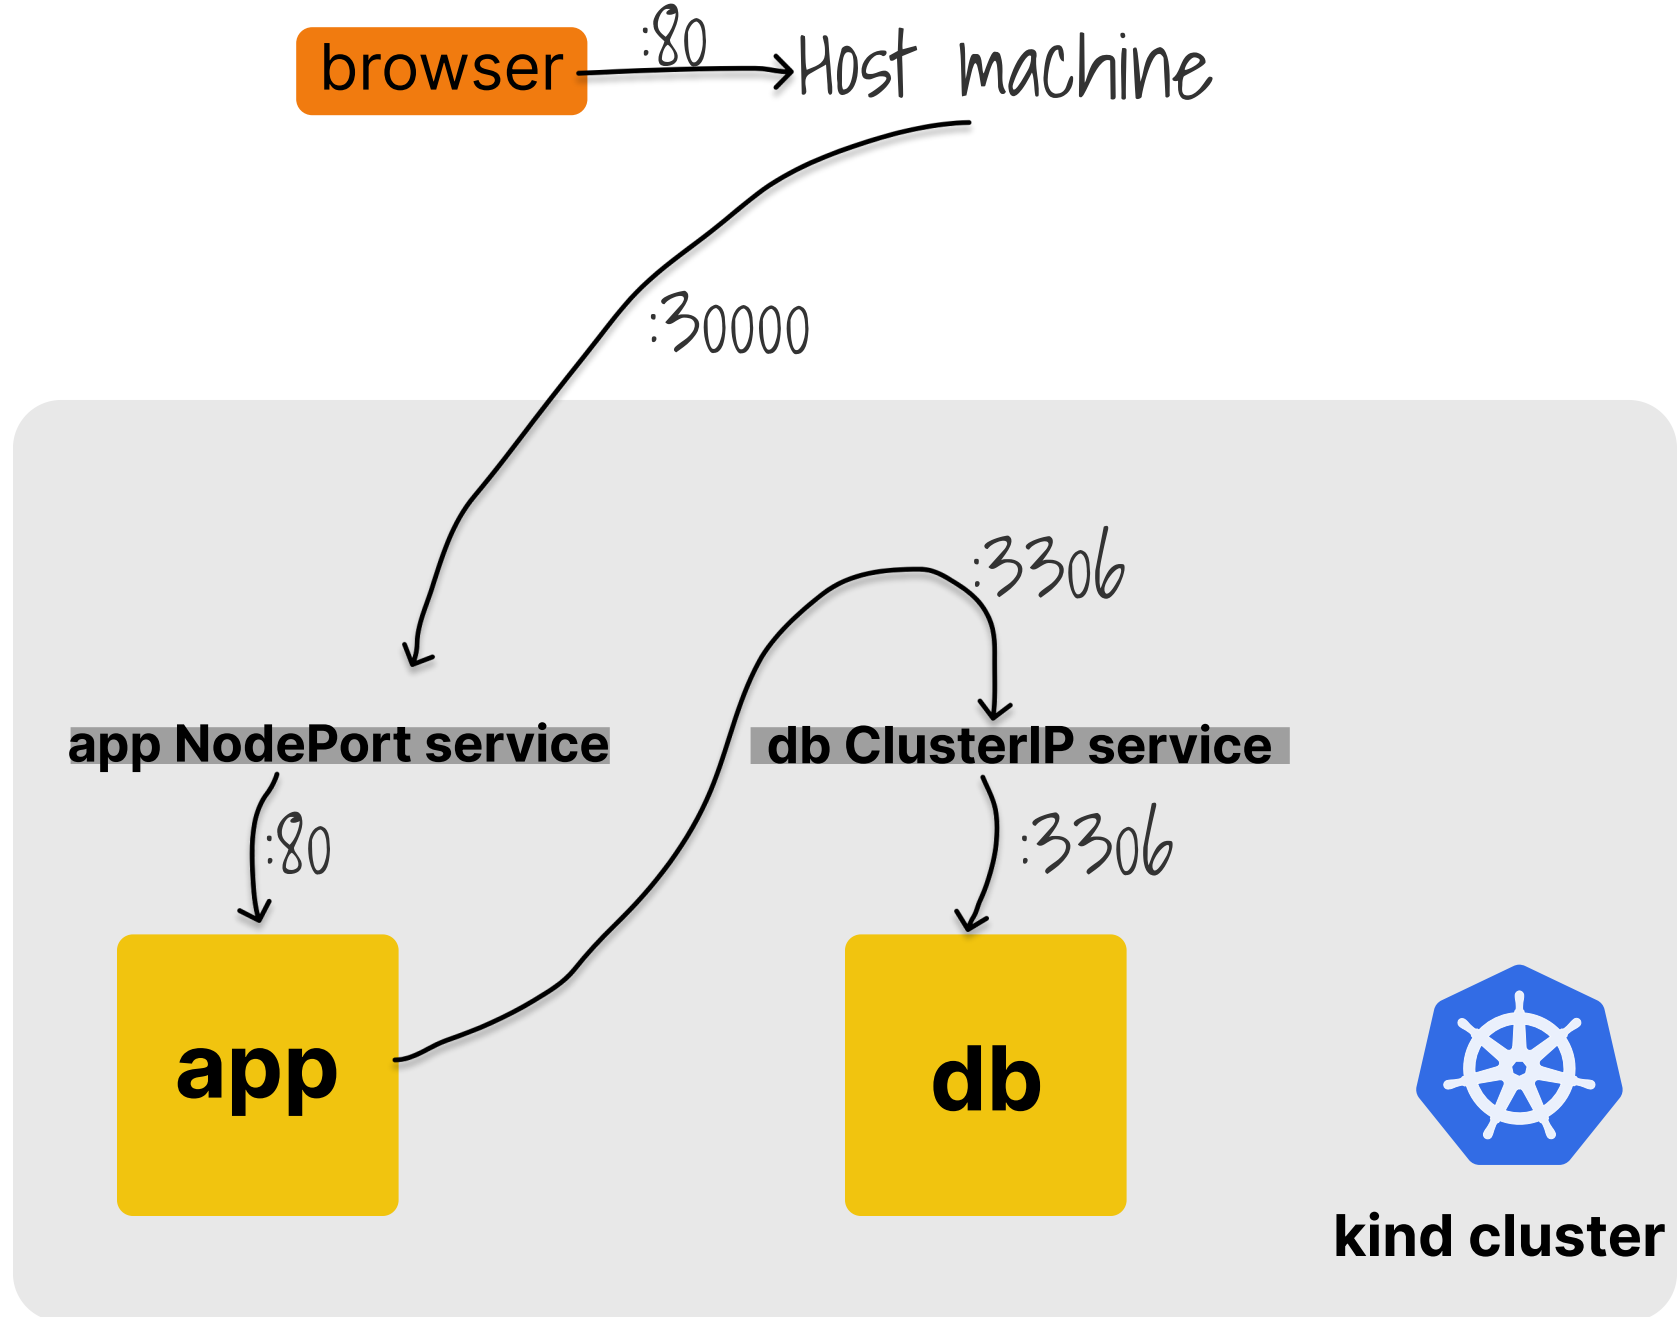 browser
:80
Host machine
:30000
:3306
app NodePort service
db ClusterIP service
:80
:3306
app
db
kind cluster